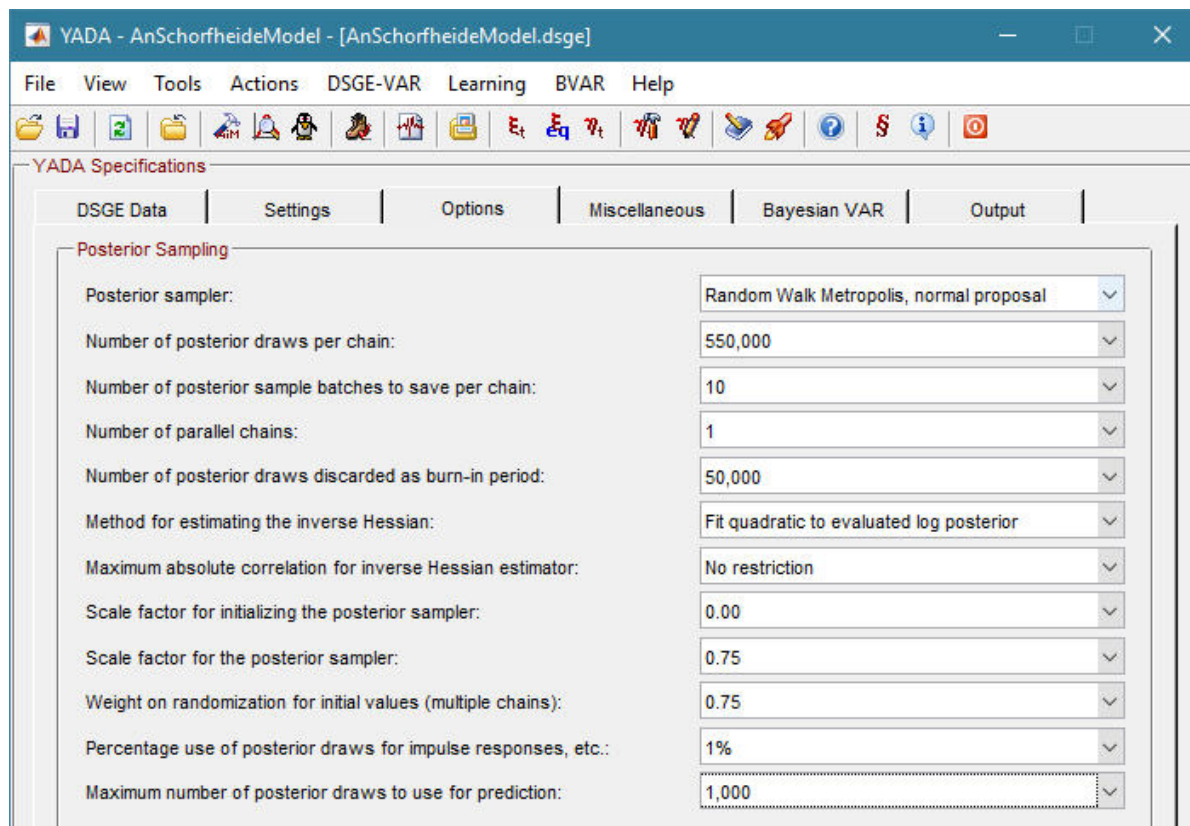 YADA - AnSchorfheideModel - [AnSchorfheideModel.dsge]
File View Tools Actions DSGE-VAR Learning BVAR Help
AiM ξt ξeq ηt § i
YADA Specifications
DSGE Data Settings Options Miscellaneous Bayesian VAR Output
Posterior Sampling
Posterior sampler: Random Walk Metropolis, normal proposal
Number of posterior draws per chain: 550,000
Number of posterior sample batches to save per chain: 10
Number of parallel chains: 1
Number of posterior draws discarded as burn-in period: 50,000
Method for estimating the inverse Hessian: Fit quadratic to evaluated log posterior
Maximum absolute correlation for inverse Hessian estimator: No restriction
Scale factor for initializing the posterior sampler: 0.00
Scale factor for the posterior sampler: 0.75
Weight on randomization for initial values (multiple chains): 0.75
Percentage use of posterior draws for impulse responses, etc.: 1%
Maximum number of posterior draws to use for prediction: 1,000